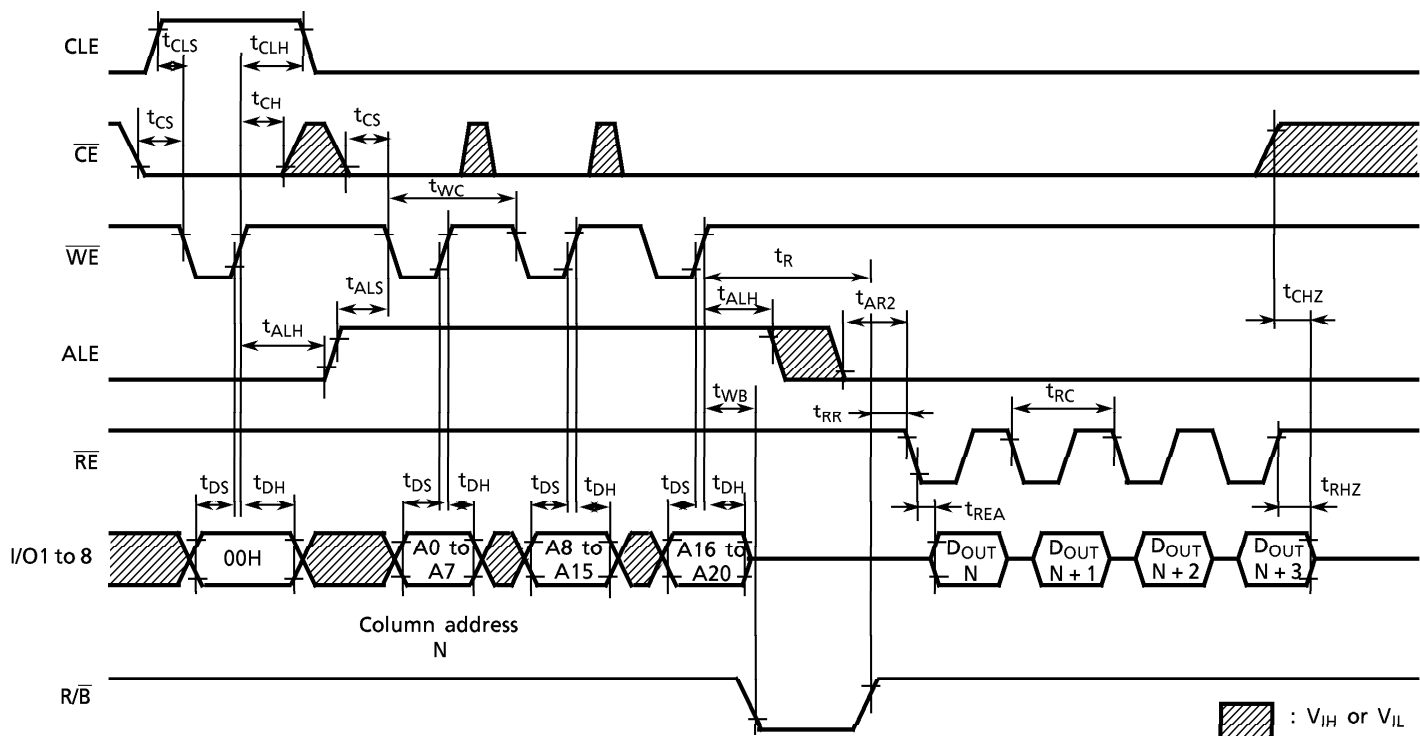 CLE
tCLS
tCLH
tCS
tCH
tCS
CE
tWC
WE
tR
tALS
tALH
tAR2
tCHZ
tALH
ALE
tWB
tRR
tRC
RE
tDS
tDH
tDS
tDH
tDS
tDH
tDS
tDH
tREA
tRHZ
I/O1 to 8
00H
A0 to
A7
A8 to
A15
A16 to
A20
DOUT
N
DOUT
N + 1
DOUT
N + 2
DOUT
N + 3
Column address
N
R/B
: VIH or VIL